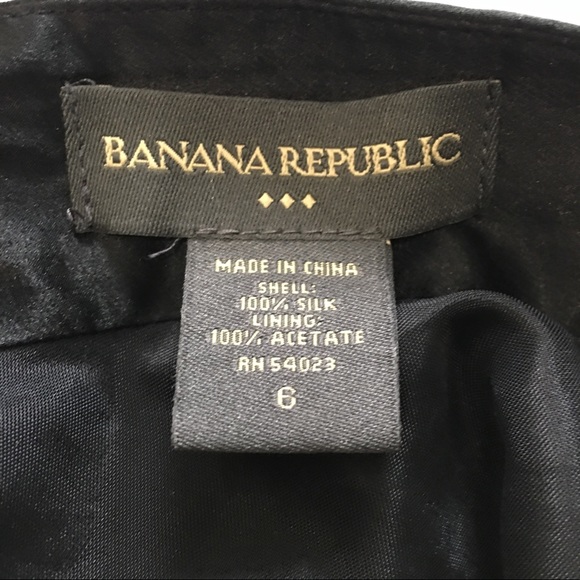 BANANA REPUBLIC
MADE IN CHINA
SHELL:
100% SILK
LINING:
100% ACETATE
RN 54023
6